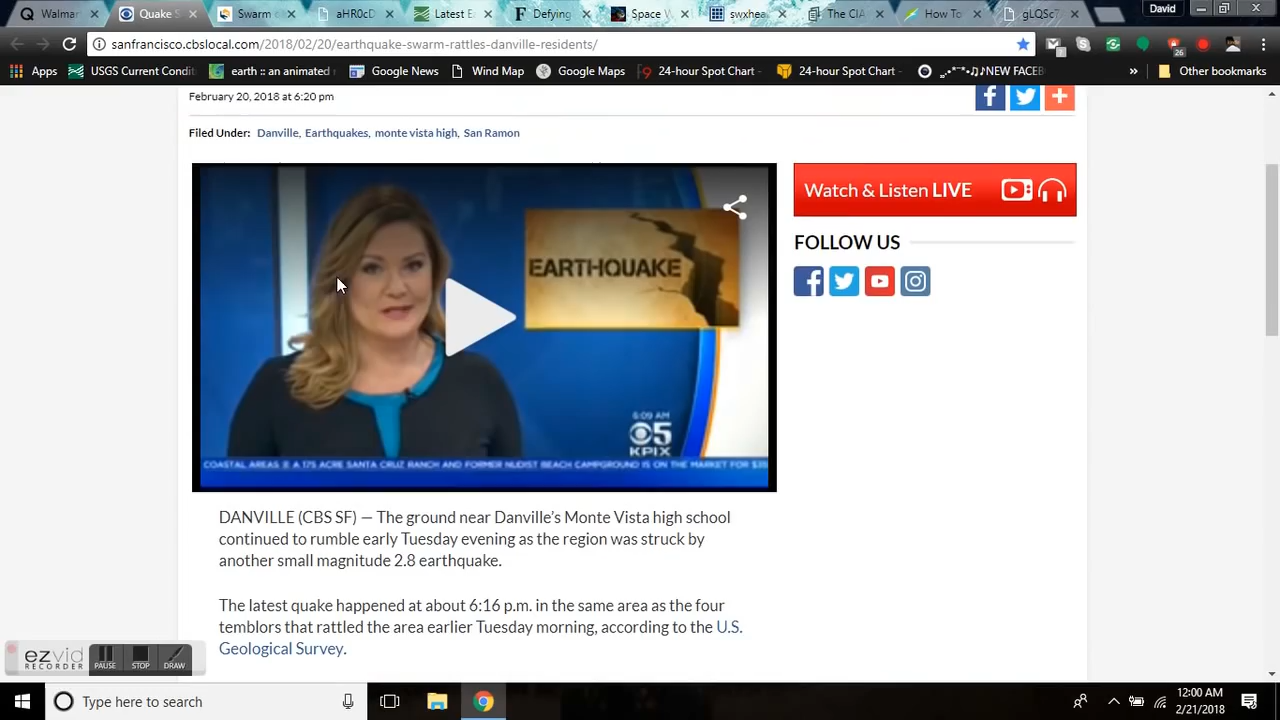 Walmar
Quake S
Swarm o
aHR0cD
Latest E
Defying
Space V
swxhea
The CIA
How To
gLQSc7
David
sanfrancisco.cbslocal.com/2018/02/20/earthquake-swarm-rattles-danville-residents/
7
26
Apps
USGS Current Condit
earth :: an animated
Google News
Wind Map
Google Maps
24-hour Spot Chart -
24-hour Spot Chart -
NEW FACEB
»
Other bookmarks
February 20, 2018 at 6:20 pm
Filed Under: Danville, Earthquakes, monte vista high, San Ramon
Watch & Listen LIVE
FOLLOW US
EARTHQUAKE
6:09 AM
5
KPIX
COASTAL AREAS A 175 ACRE SANTA CRUZ RANCH AND FORMER NUDIST BEACH CAMPGROUND IS ON THE MARKET FOR
DANVILLE (CBS SF) — The ground near Danville’s Monte Vista high school
continued to rumble early Tuesday evening as the region was struck by
another small magnitude 2.8 earthquake.
The latest quake happened at about 6:16 p.m. in the same area as the four
temblors that rattled the area earlier Tuesday morning, according to the U.S.
Geological Survey.
ezvid
RECORDER
PAUSE
STOP
DRAW
Type here to search
12:00 AM
2/21/2018